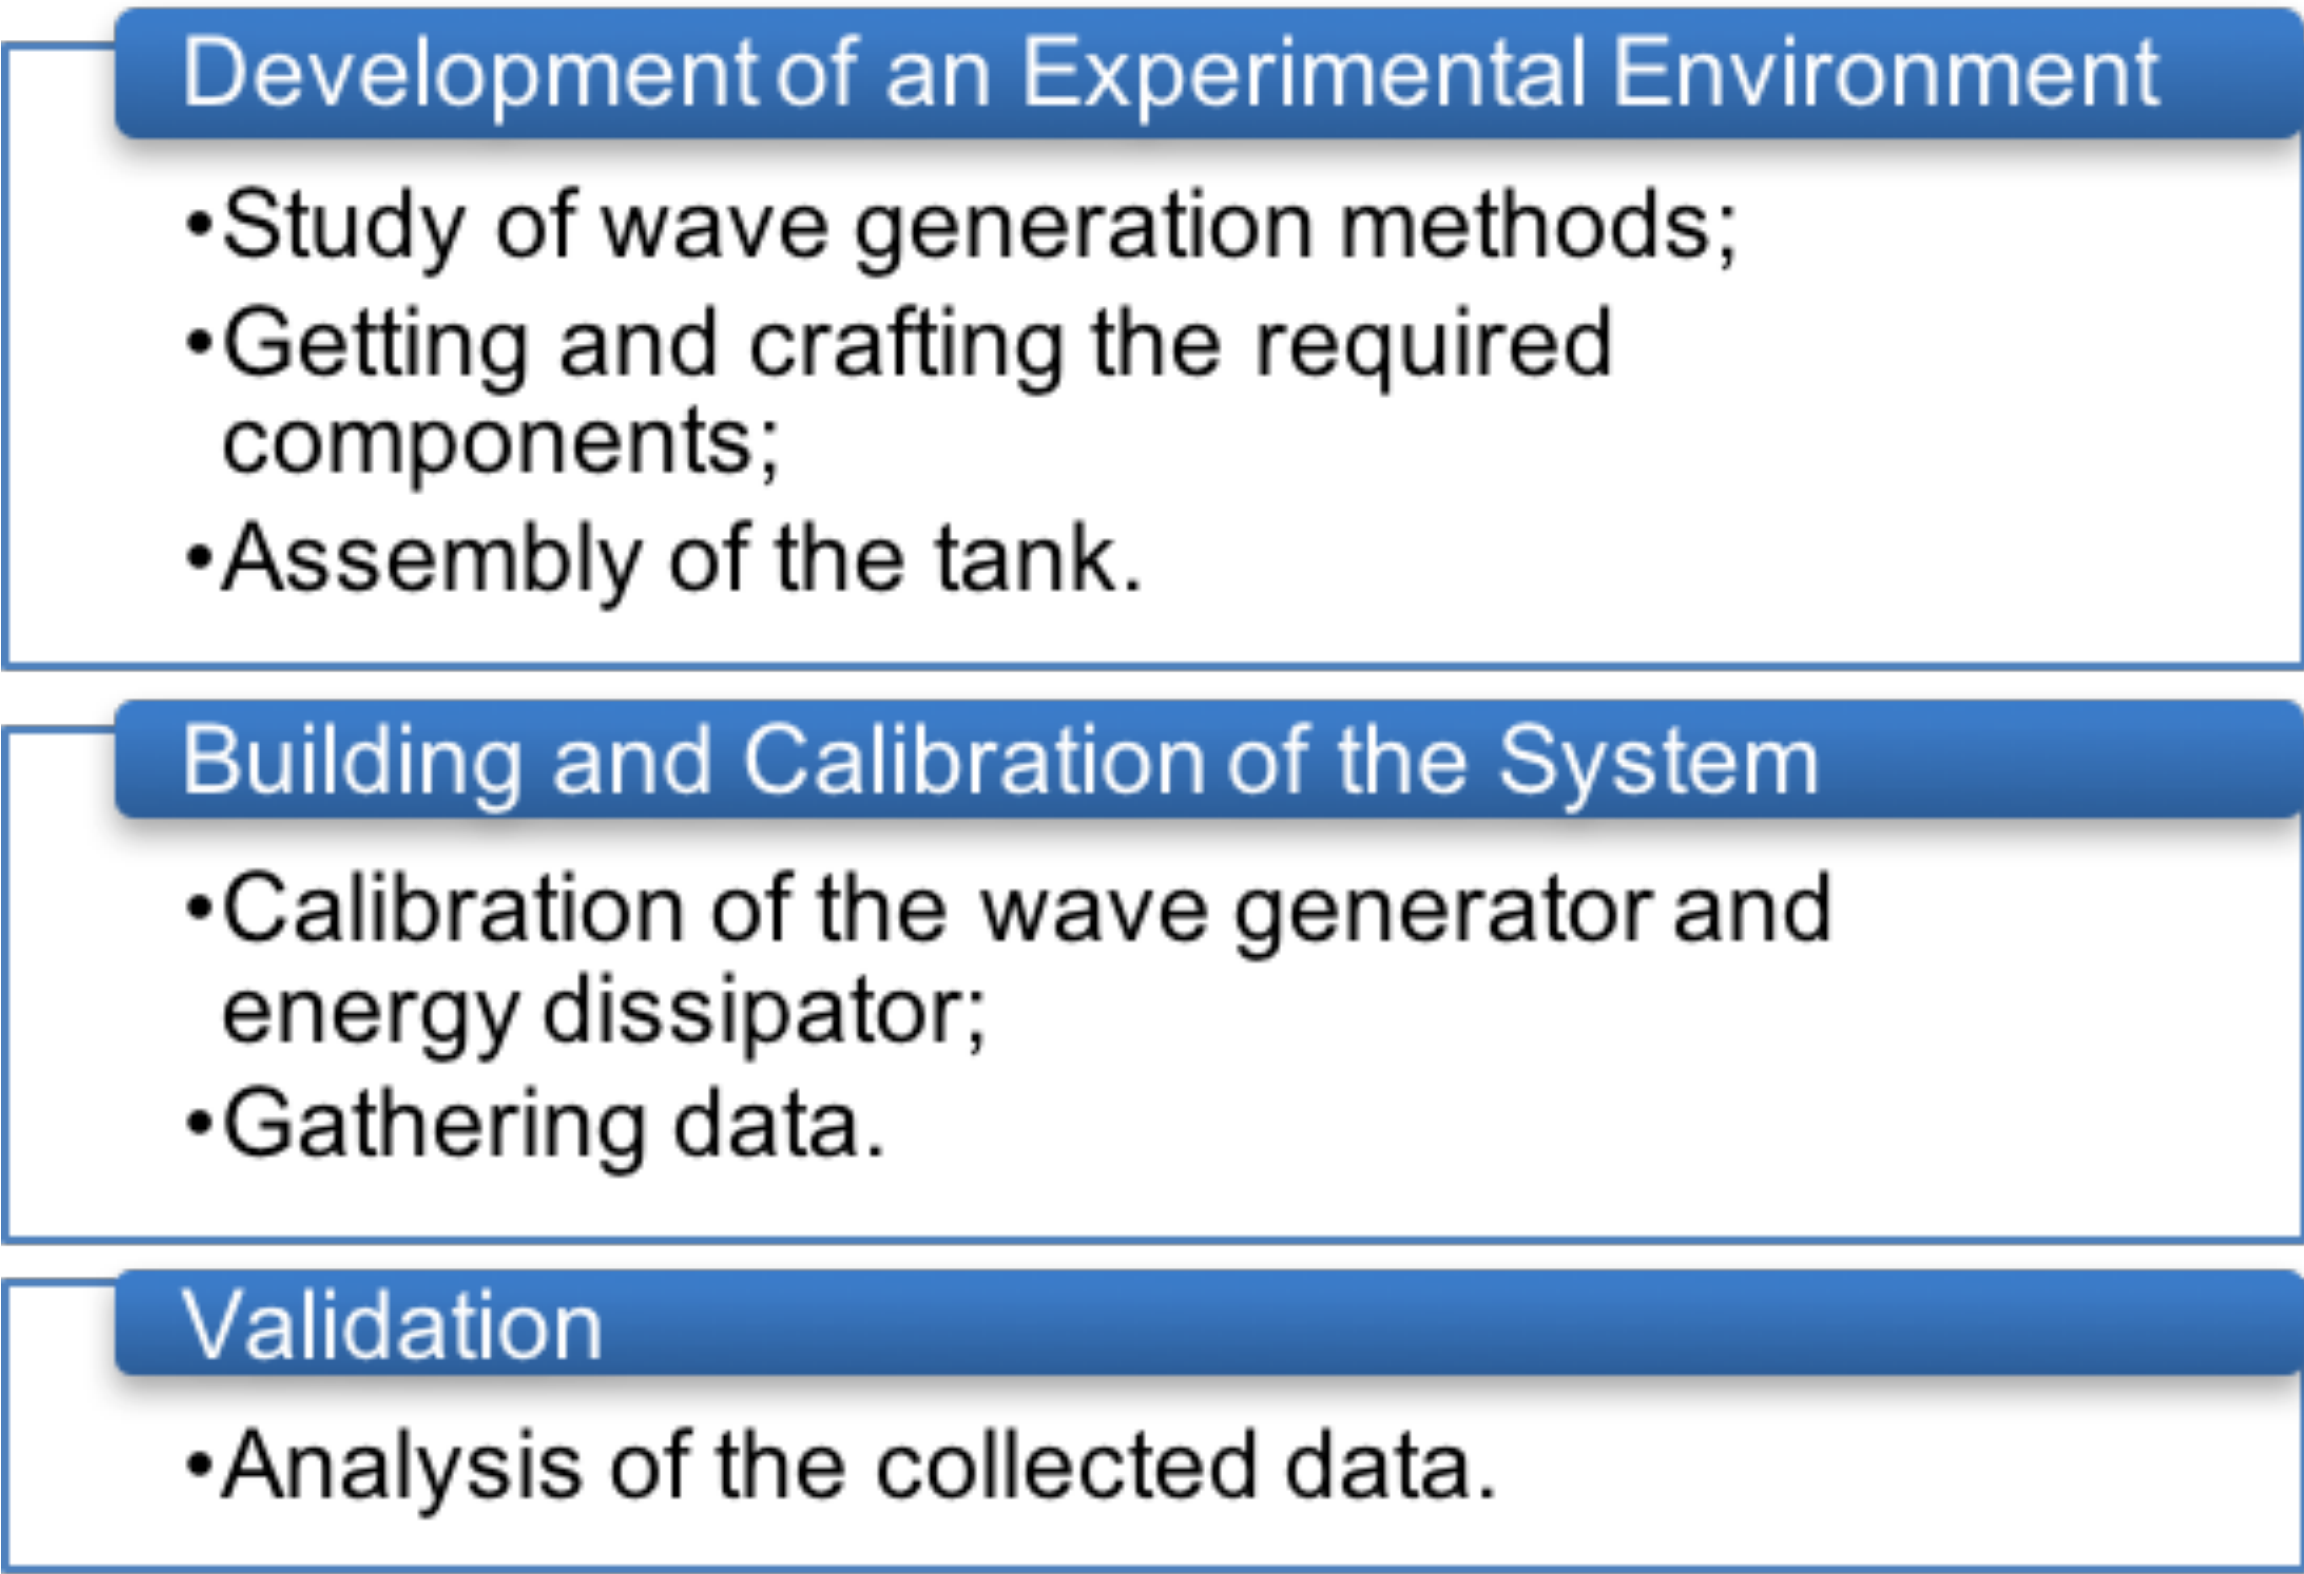 Development of an Experimental Environment
•Study of wave generation methods;
•Getting and crafting the required
components;
•Assembly of the tank.
Building and Calibration of the System
•Calibration of the wave generator and
energy dissipator;
•Gathering data.
Validation
•Analysis of the collected data.